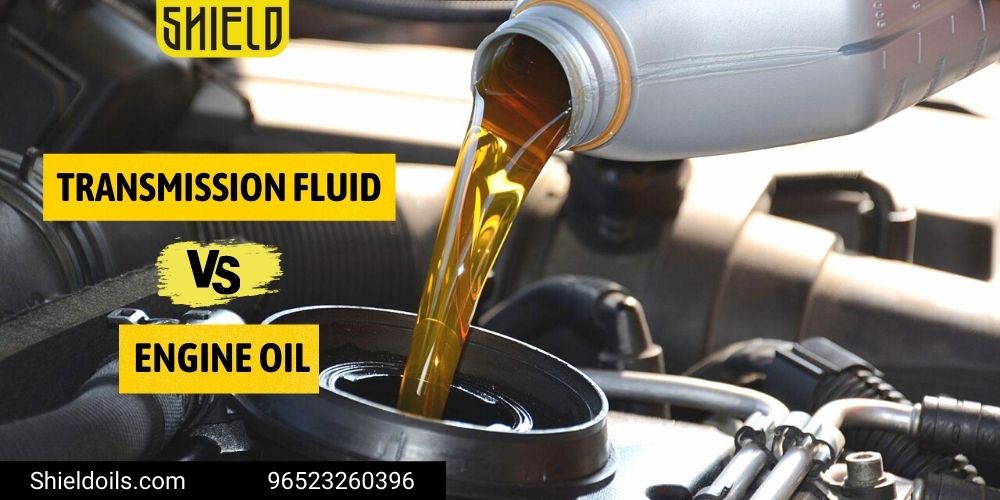 SHIELD
TRANSMISSION FLUID
VS
ENGINE OIL
Shieldoils.com 96523260396